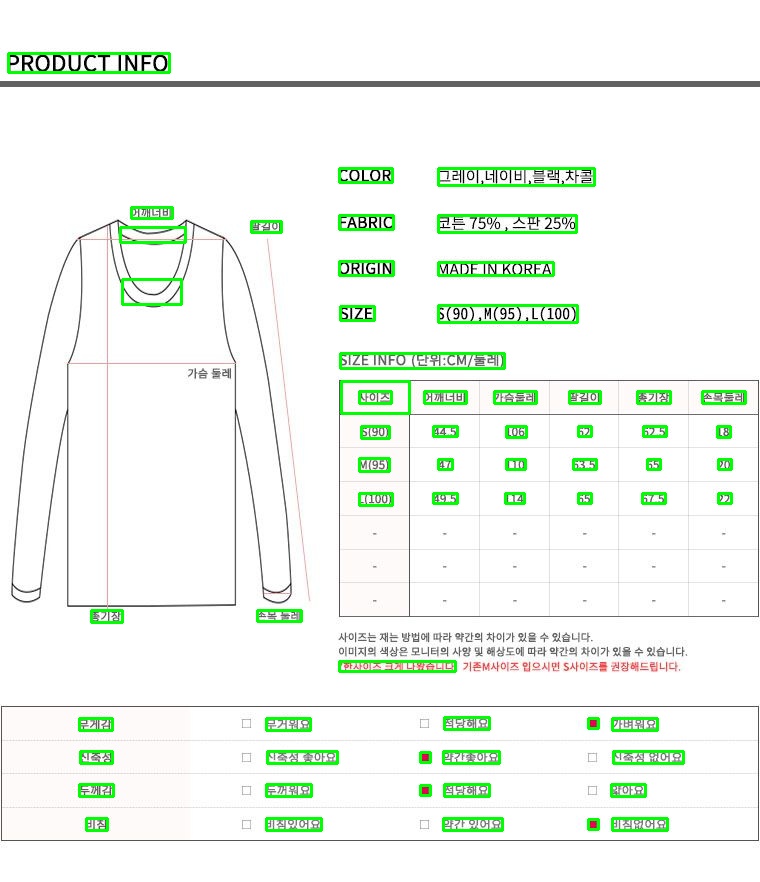 PRODUCT INFO
COLOR 그레이,네이비,블랙,차콜
FABRIC 코튼 75% , 스판 25%
ORIGIN MADE IN KOREA
SIZE S(90),M(95),L(100)
어깨너비
팔길이
가슴 둘레
총기장
손목 둘레
SIZE INFO (단위:CM/둘레)
사이즈 어깨너비 가슴둘레 팔길이 총기장 손목둘레
S(90) 44.5 106 62 62.5 18
M(95) 47 110 63.5 65 20
L(100) 49.5 114 65 67.5 22
- - - - - -
- - - - - -
- - - - - -
사이즈는 재는 방법에 따라 약간의 차이가 있을 수 있습니다.
이미지의 색상은 모니터의 사양 및 해상도에 따라 약간의 차이가 있을 수 있습니다.
*한사이즈 크게 나왔습니다. 기존M사이즈 입으시면 S사이즈를 권장해드립니다.
무게감 무거워요 적당해요 가벼워요
신축성 신축성 좋아요 약간좋아요 신축성 없어요
두께감 두꺼워요 적당해요 얇아요
비침 비침있어요 약간 있어요 비침없어요